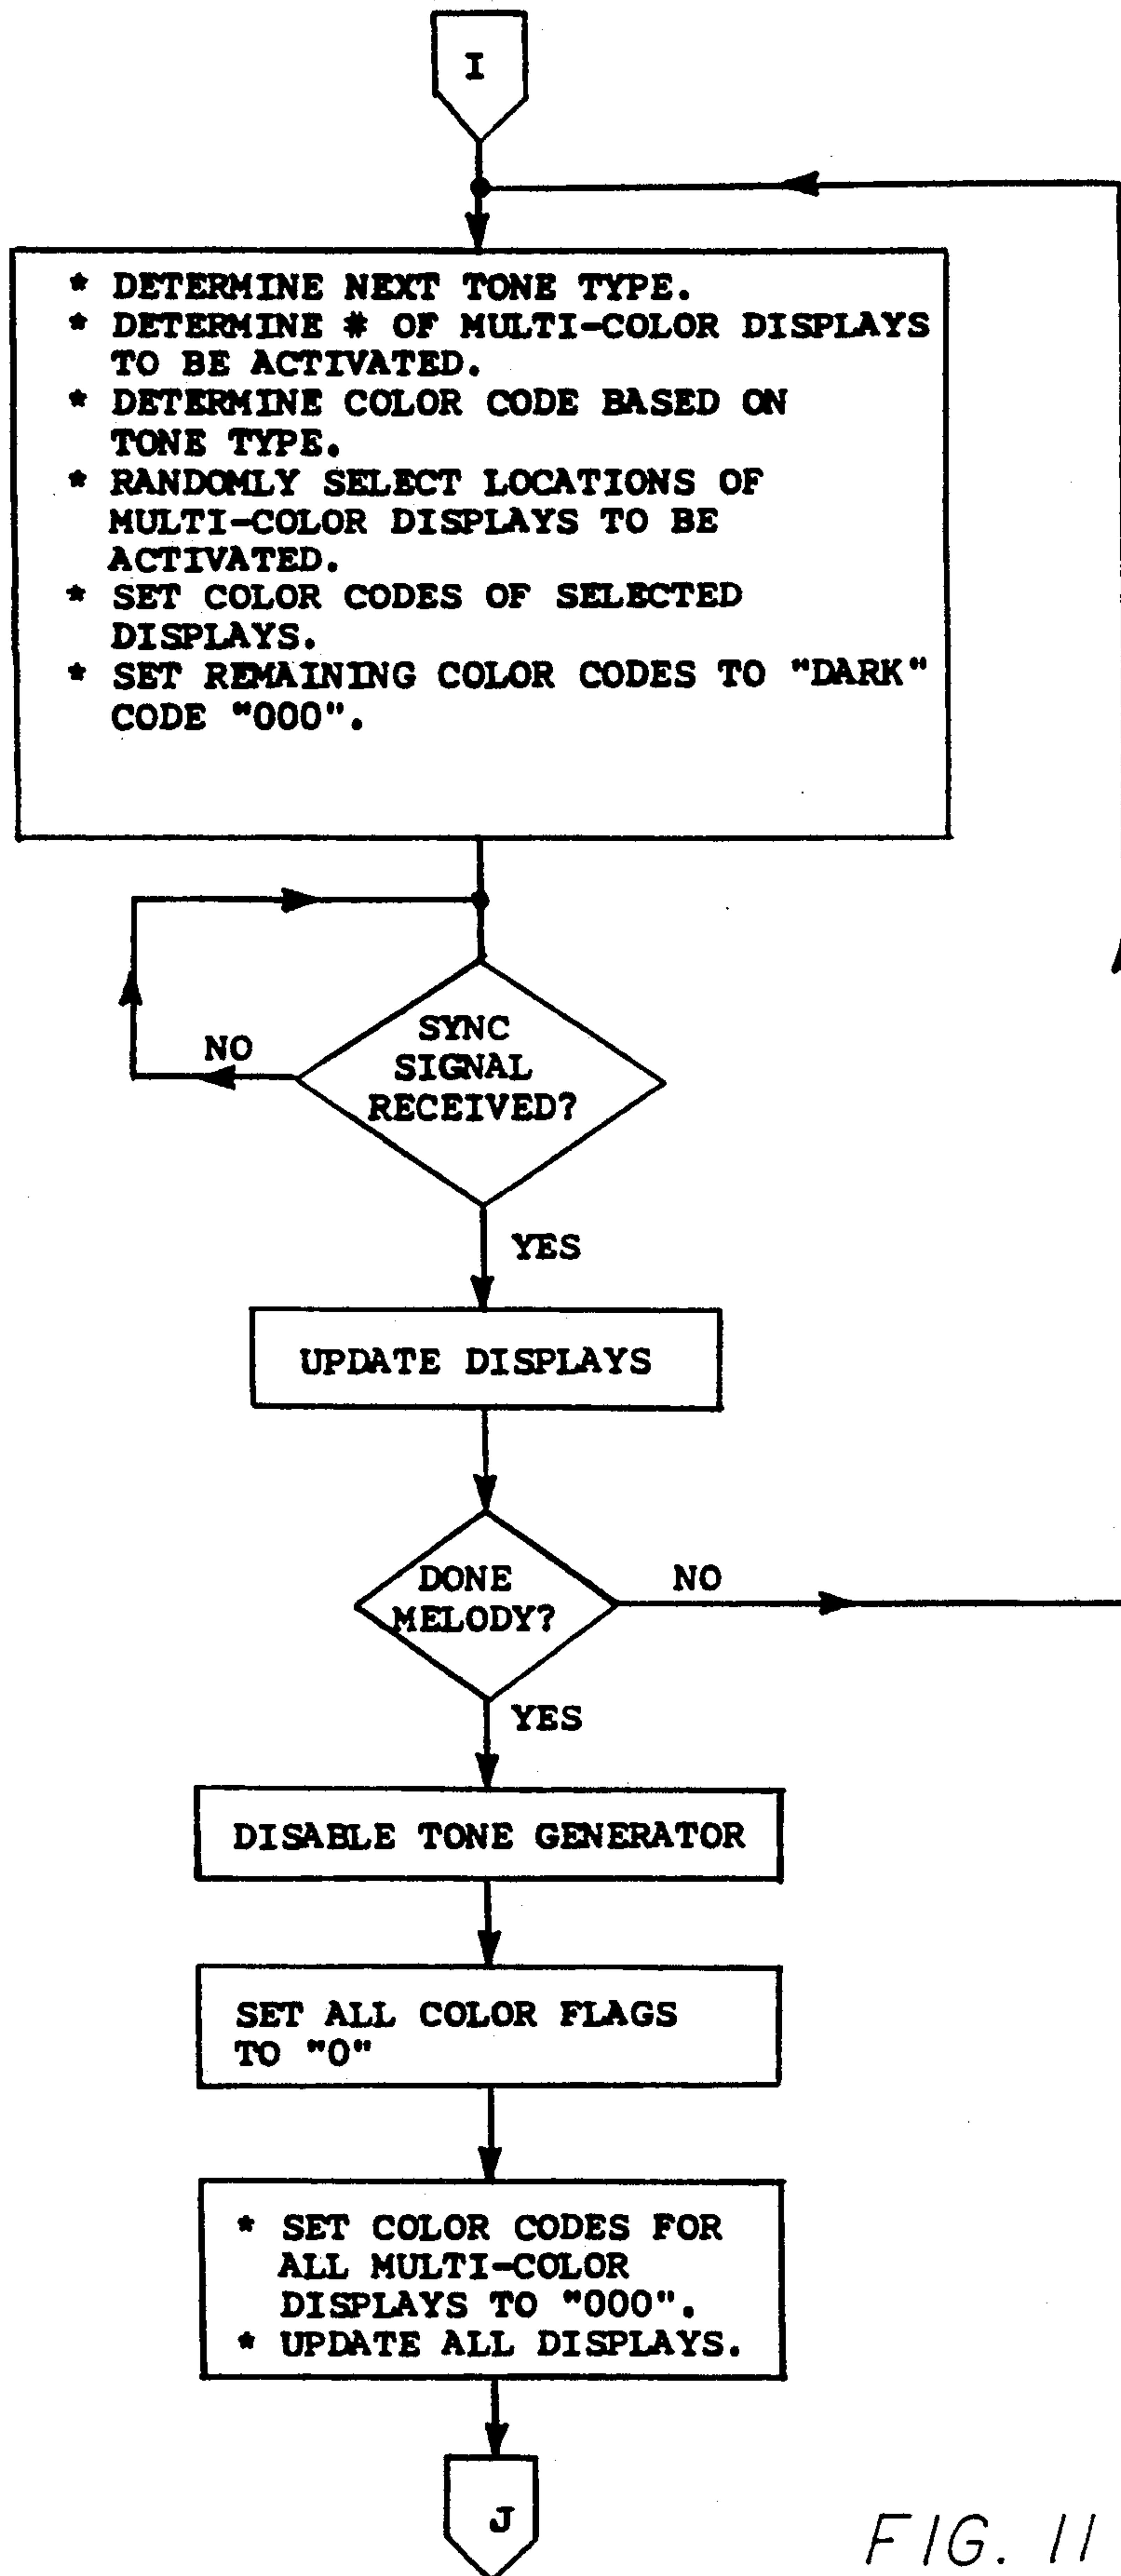 I
* DETERMINE NEXT TONE TYPE.
* DETERMINE # OF MULTI-COLOR DISPLAYS
TO BE ACTIVATED.
* DETERMINE COLOR CODE BASED ON
TONE TYPE.
* RANDOMLY SELECT LOCATIONS OF
MULTI-COLOR DISPLAYS TO BE
ACTIVATED.
* SET COLOR CODES OF SELECTED
DISPLAYS.
* SET REMAINING COLOR CODES TO "DARK"
CODE "000".
SYNC
SIGNAL
RECEIVED?
NO
YES
UPDATE DISPLAYS
DONE
MELODY?
NO
YES
DISABLE TONE GENERATOR
SET ALL COLOR FLAGS
TO "0"
* SET COLOR CODES FOR
ALL MULTI-COLOR
DISPLAYS TO "000".
* UPDATE ALL DISPLAYS.
J
FIG. 11